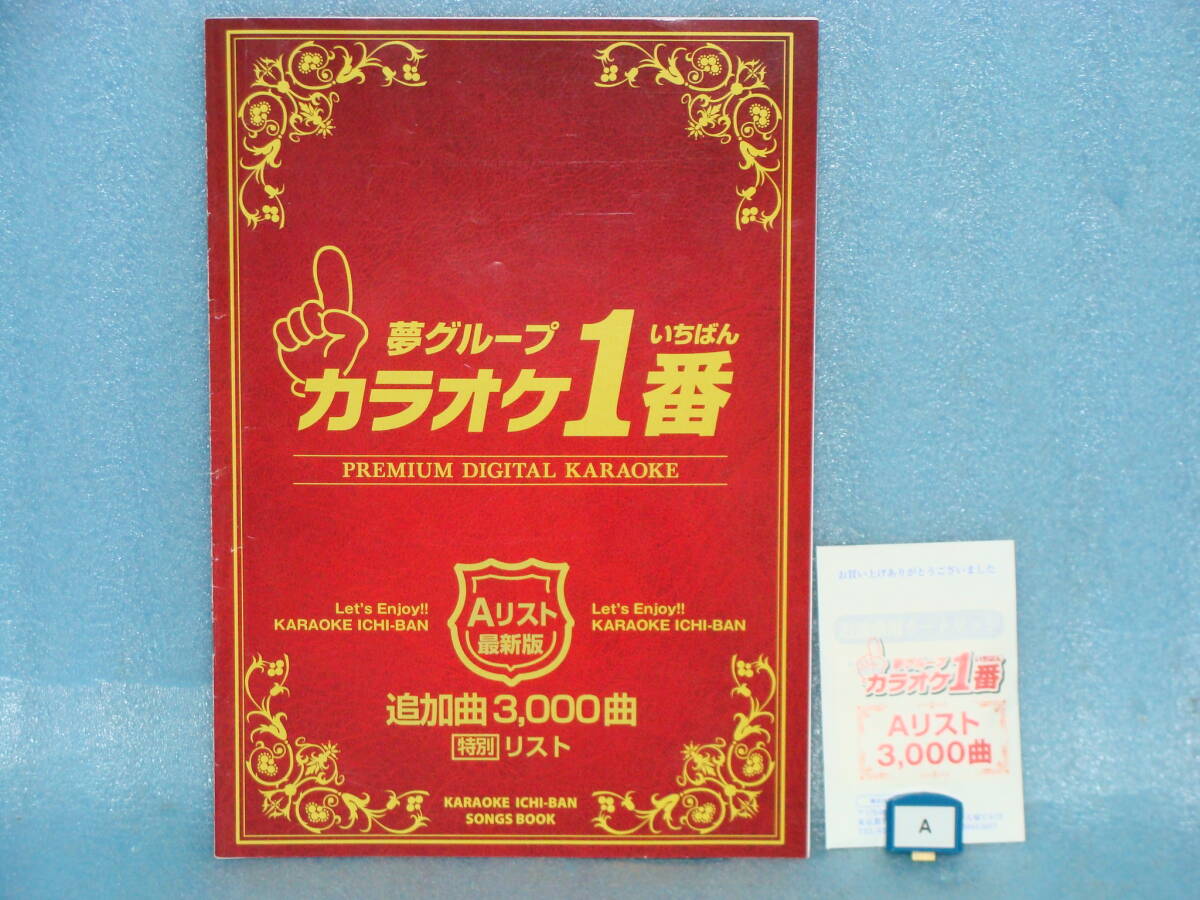 夢グループ
いちばん
カラオケ1番
PREMIUM DIGITAL KARAOKE
Let's Enjoy!!
KARAOKE ICHI-BAN
Aリスト
最新版
Let's Enjoy!!
KARAOKE ICHI-BAN
追加曲3,000曲
特別 リスト
KARAOKE ICHI-BAN
SONGS BOOK
お買い上げありがとうございました
夢グループ
いちばん
カラオケ1番
Aリスト
3,000曲
A